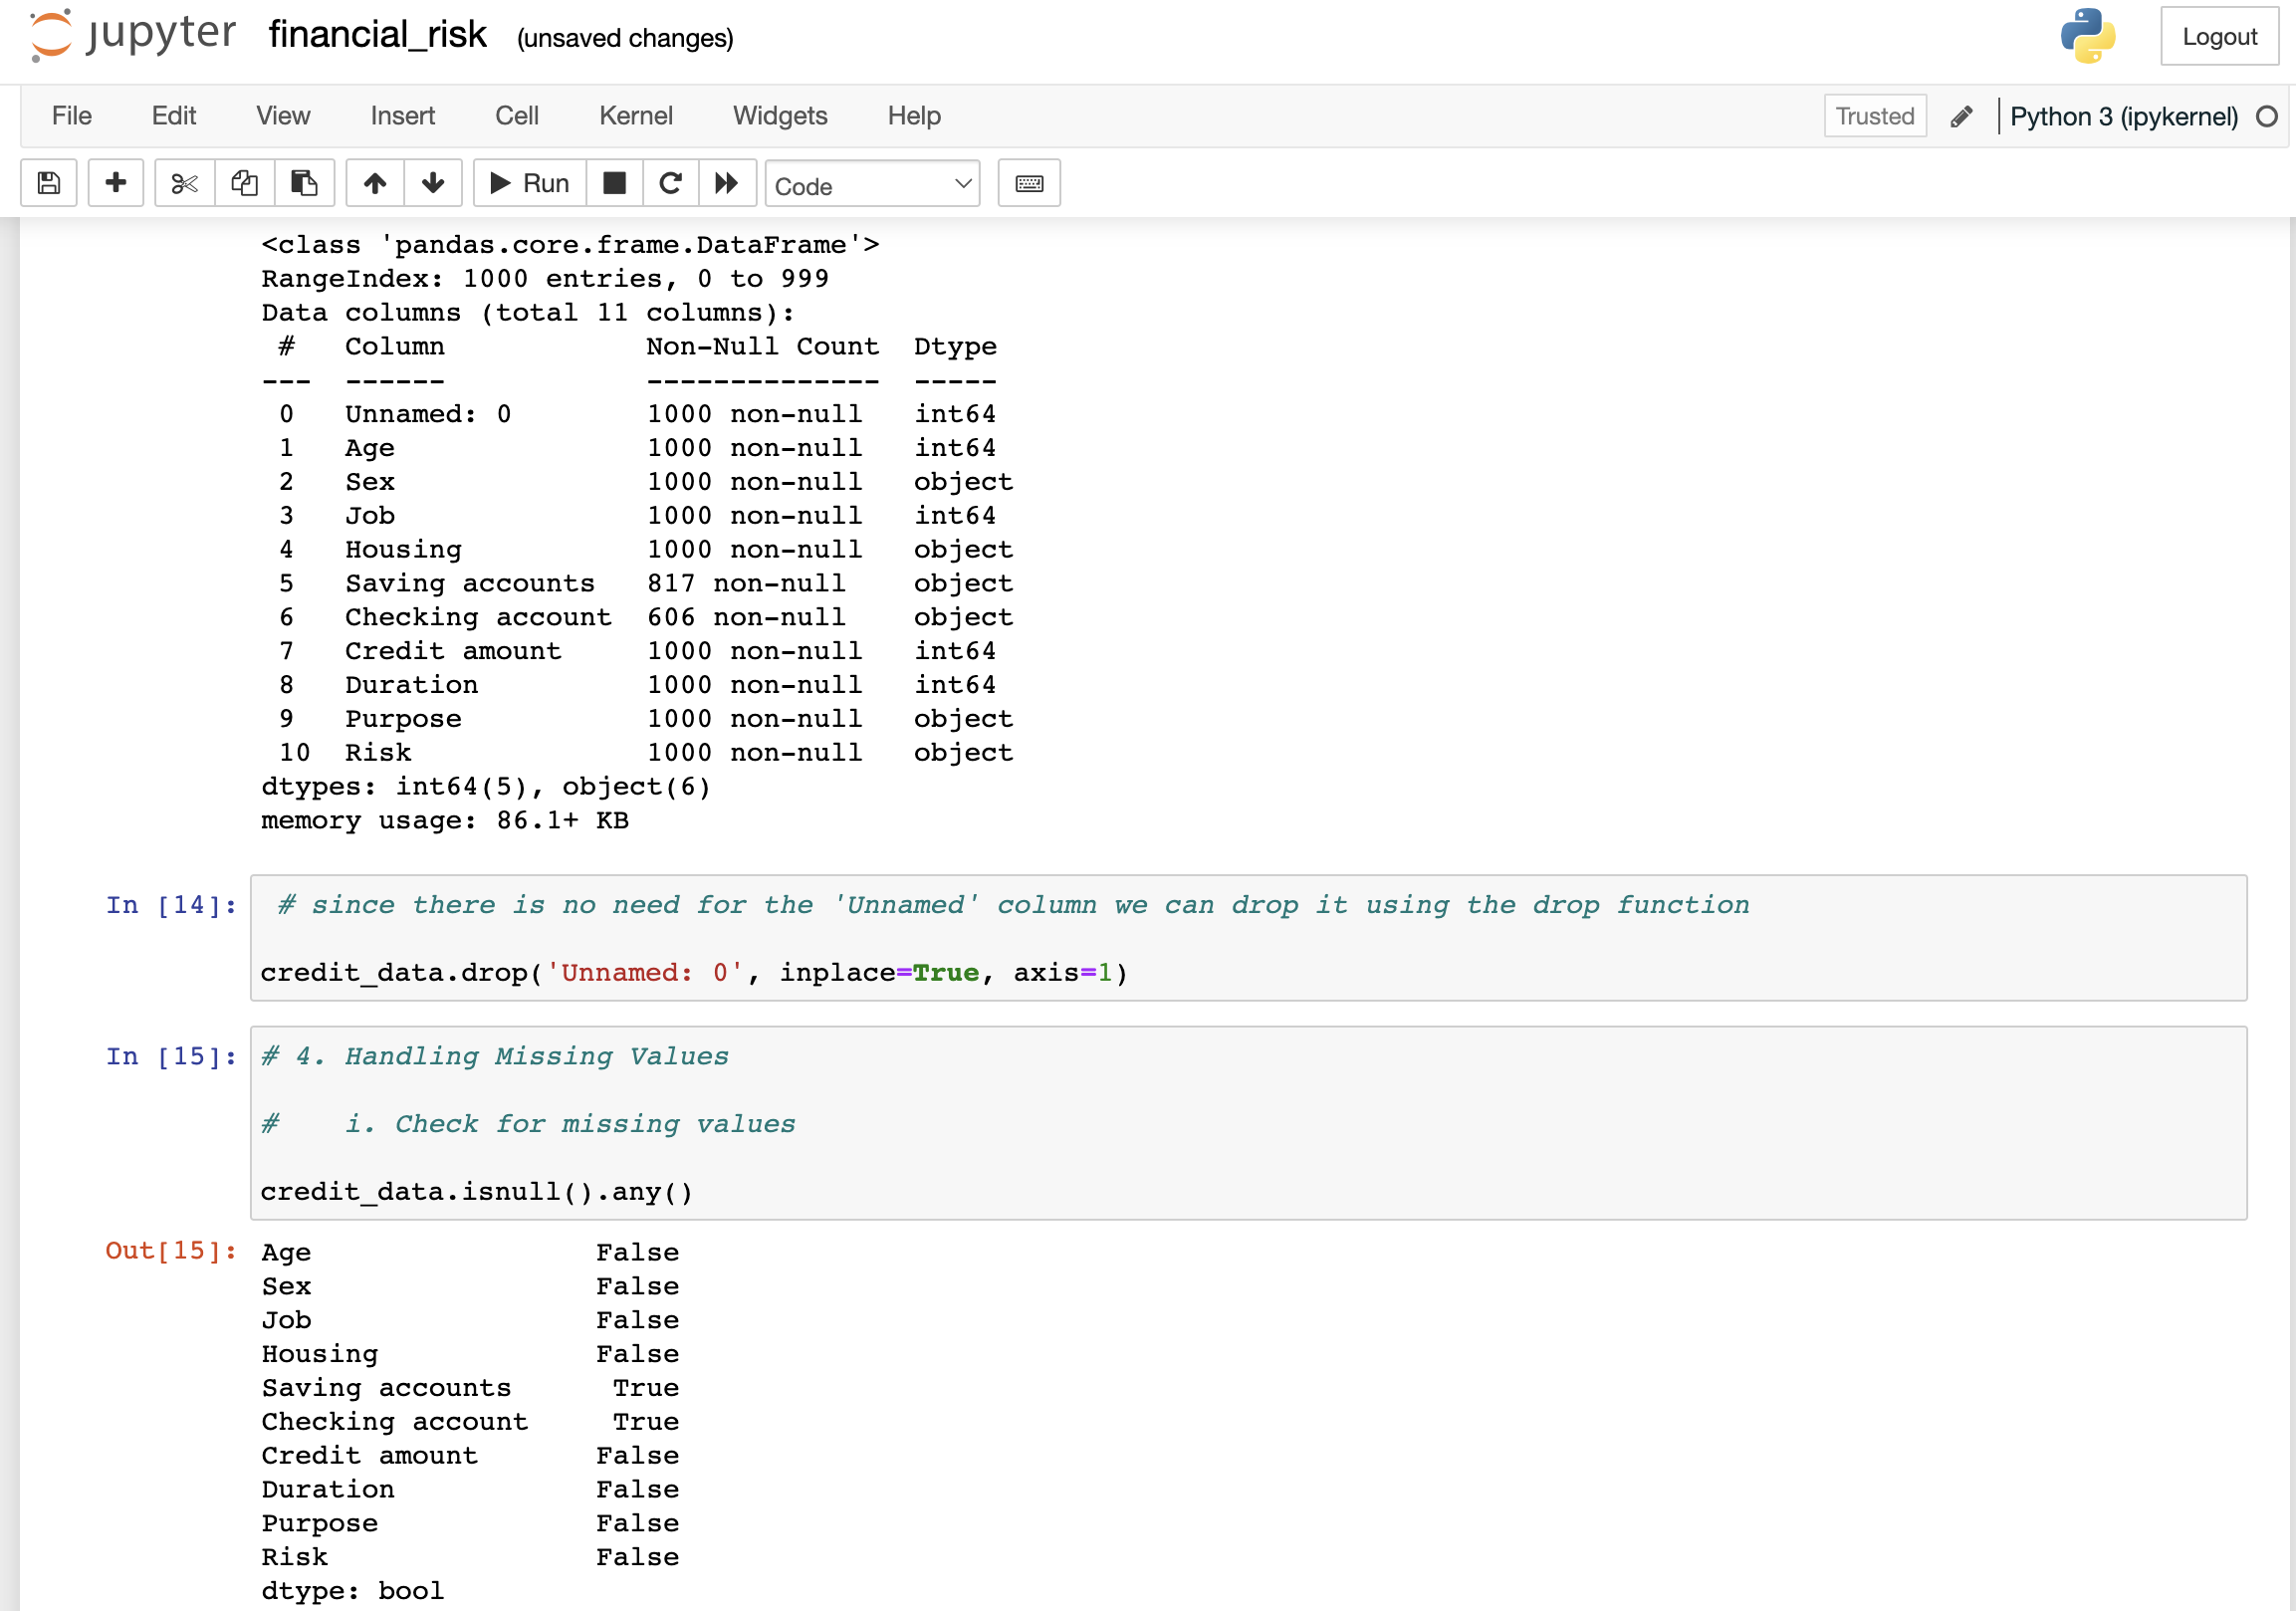 jupyter financial_risk (unsaved changes) Logout
File Edit View Insert Cell Kernel Widgets Help Trusted Python 3 (ipykernel)
Run Code
<class 'pandas.core.frame.DataFrame'>
RangeIndex: 1000 entries, 0 to 999
Data columns (total 11 columns):
 #   Column            Non-Null Count  Dtype
---  ------            --------------  -----
 0   Unnamed: 0        1000 non-null   int64
 1   Age               1000 non-null   int64
 2   Sex               1000 non-null   object
 3   Job               1000 non-null   int64
 4   Housing           1000 non-null   object
 5   Saving accounts   817 non-null    object
 6   Checking account  606 non-null    object
 7   Credit amount     1000 non-null   int64
 8   Duration          1000 non-null   int64
 9   Purpose           1000 non-null   object
 10  Risk              1000 non-null   object
dtypes: int64(5), object(6)
memory usage: 86.1+ KB
In [14]: # since there is no need for the 'Unnamed' column we can drop it using the drop function
credit_data.drop('Unnamed: 0', inplace=True, axis=1)
In [15]: # 4. Handling Missing Values
#    i. Check for missing values
credit_data.isnull().any()
Out[15]: Age                 False
Sex                 False
Job                 False
Housing             False
Saving accounts      True
Checking account     True
Credit amount       False
Duration            False
Purpose             False
Risk                False
dtype: bool